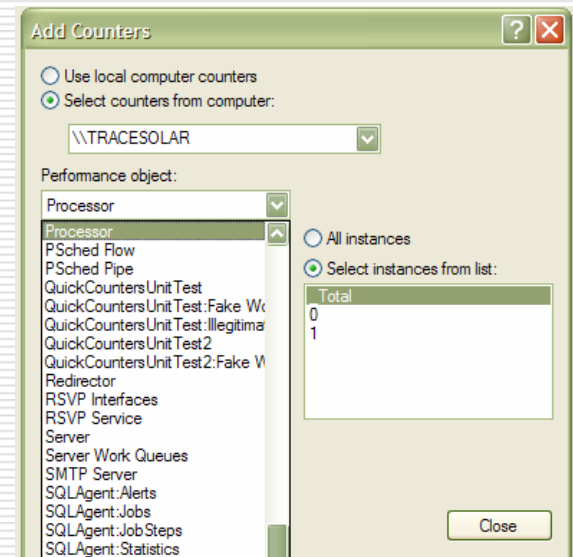 Add Counters
Use local computer counters
Select counters from computer:
\\TRACESOLAR
Performance object:
Processor
Processor
PSched Flow
PSched Pipe
QuickCountersUnitTest
QuickCountersUnitTest:Fake Wo
QuickCountersUnitTest:Illegitimat
QuickCountersUnitTest2
QuickCountersUnitTest2:Fake W
Redirector
RSVP Interfaces
RSVP Service
Server
Server Work Queues
SMTP Server
SQLAgent:Alerts
SQLAgent:Jobs
SQLAgent:JobSteps
SQLAgent:Statistics
All instances
Select instances from list:
_Total
0
1
Close